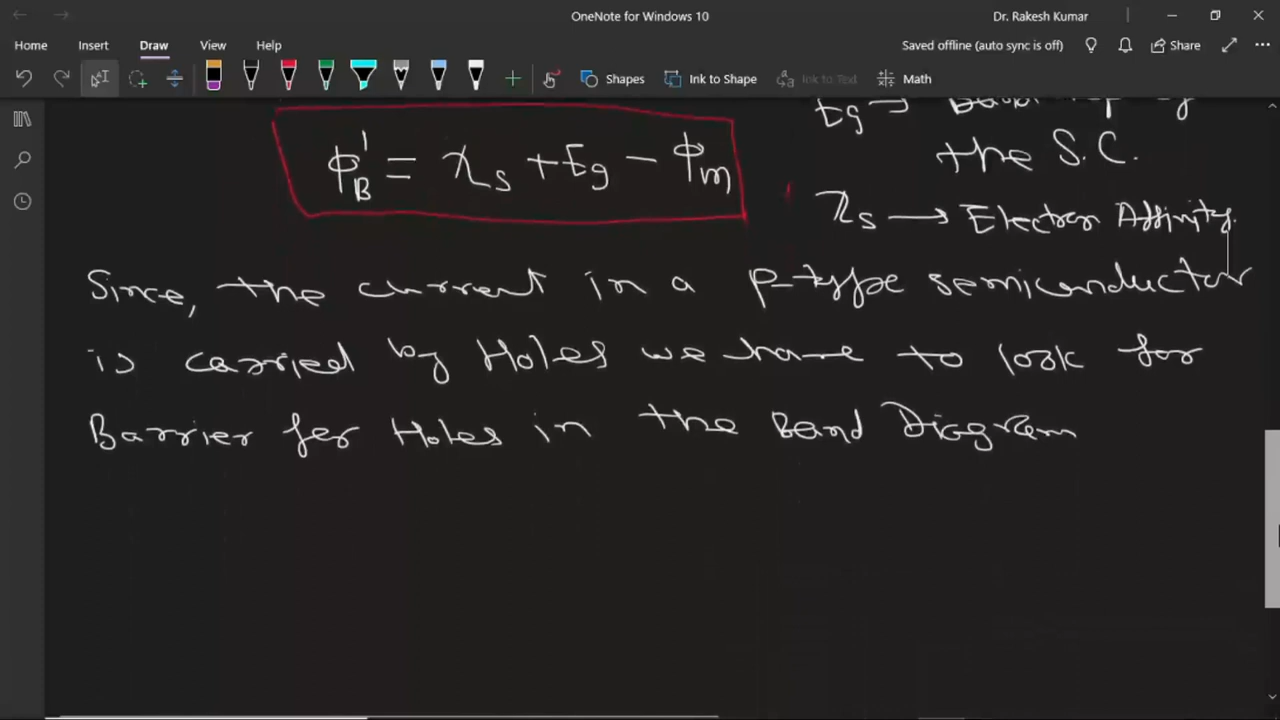 OneNote for Windows 10
Dr. Rakesh Kumar
Home Insert Draw View Help
Saved offline (auto sync is off)
Share
Shapes
Ink to Shape
Ink to Text
Math
Eg →
the S.C.
ϕ'B = χs + Eg − ϕm
χs → Electron Affinity.
Since, the current in a p-type semiconductor
is carried by Holes we have to look for
Barrier for Holes in the Band Diagram